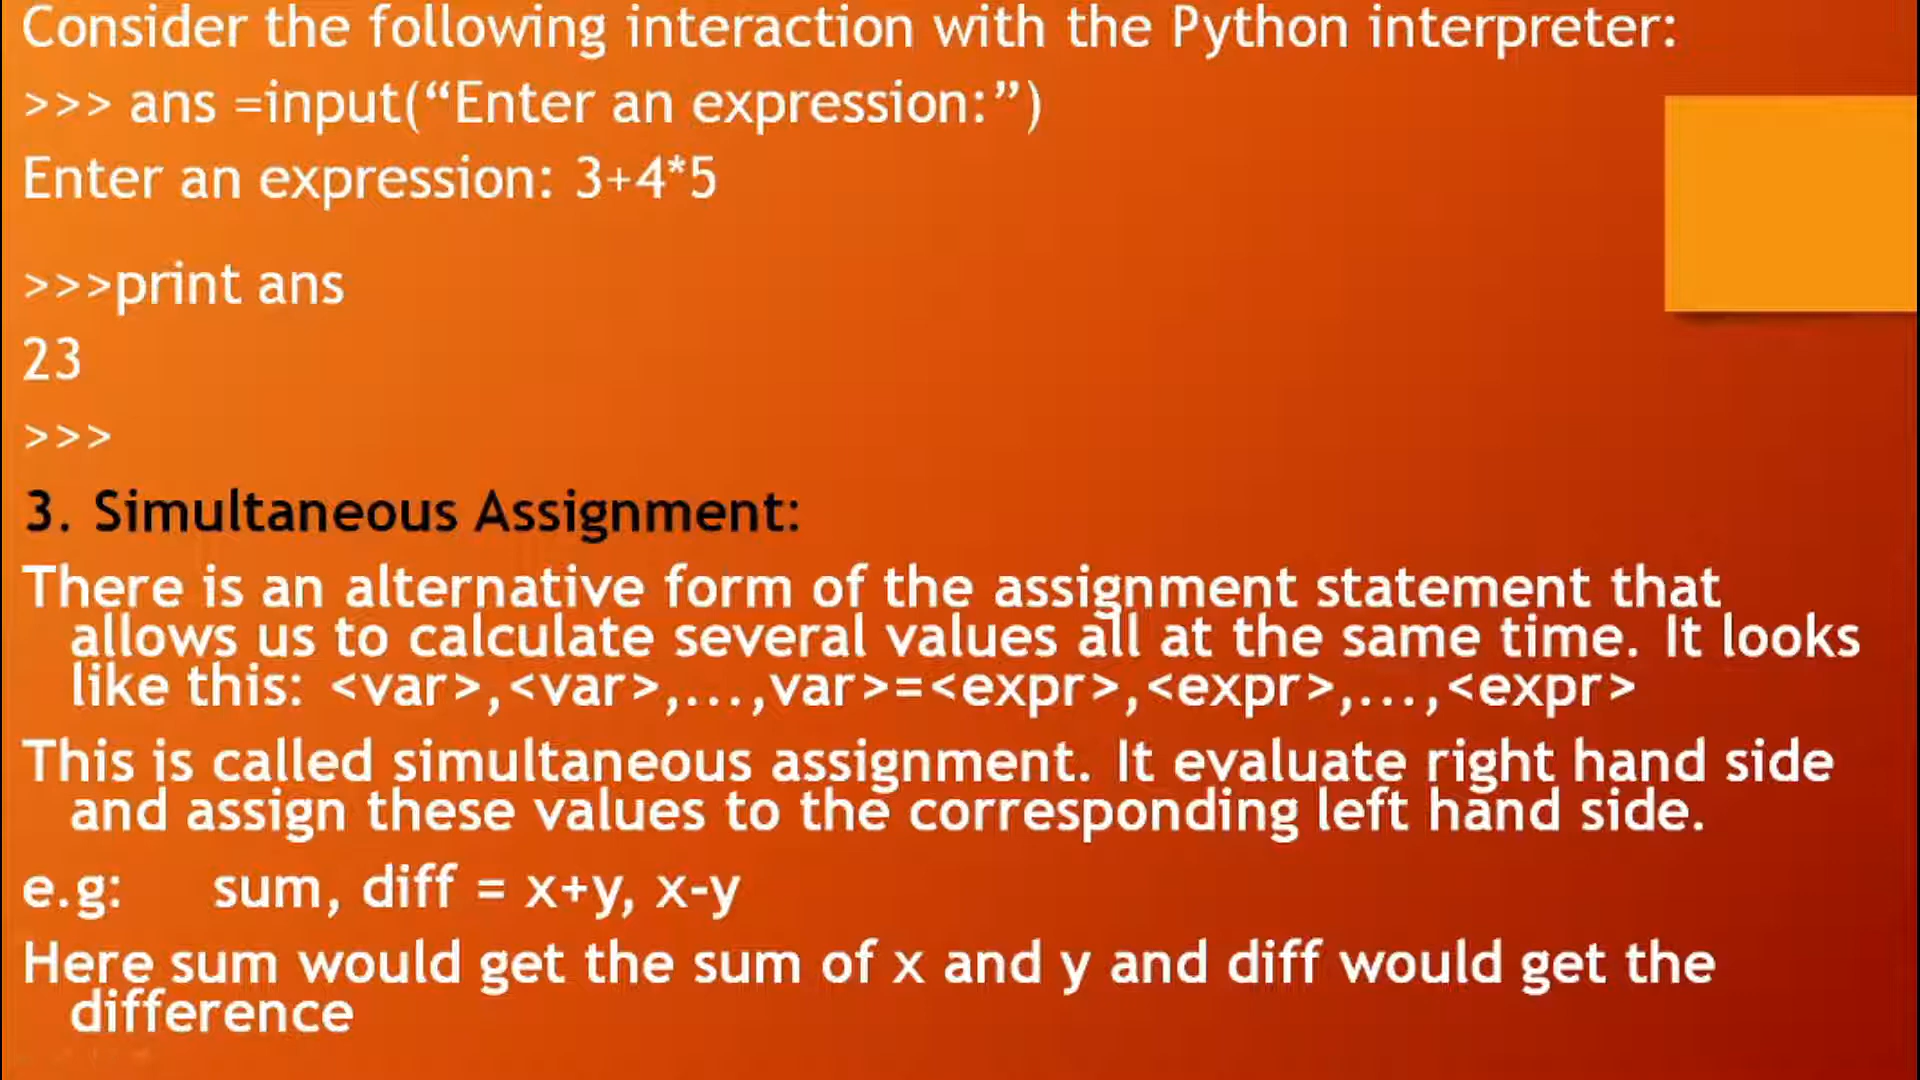 Consider the following interaction with the Python interpreter:
>>> ans =input(“Enter an expression:”)
Enter an expression: 3+4*5
>>>print ans
23
>>>
3. Simultaneous Assignment:
There is an alternative form of the assignment statement that
allows us to calculate several values all at the same time. It looks
like this: <var>,<var>,...,var>=<expr>,<expr>,...,<expr>
This is called simultaneous assignment. It evaluate right hand side
and assign these values to the corresponding left hand side.
e.g: sum, diff = x+y, x-y
Here sum would get the sum of x and y and diff would get the
difference